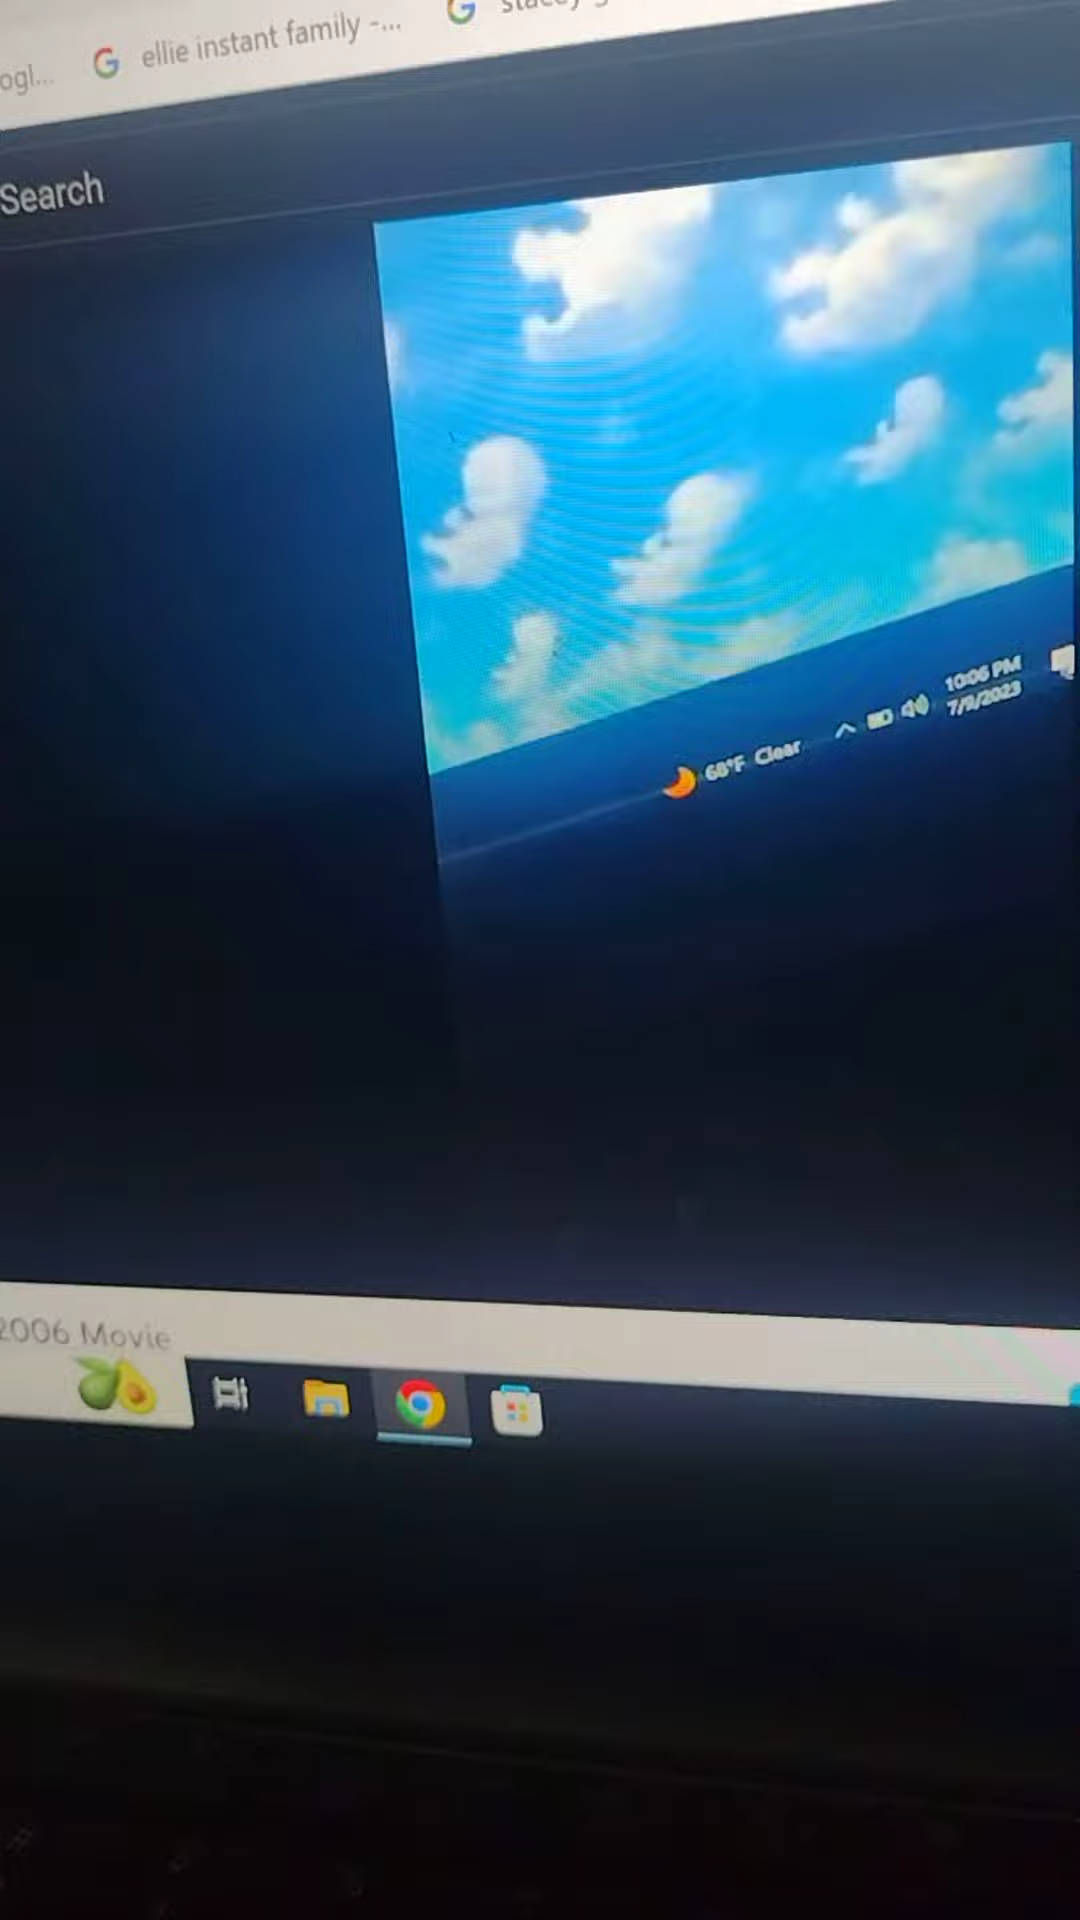 ogl...
ellie instant family -...
Search
10:06 PM
7/9/2023
68°F Clear
2006 Movie